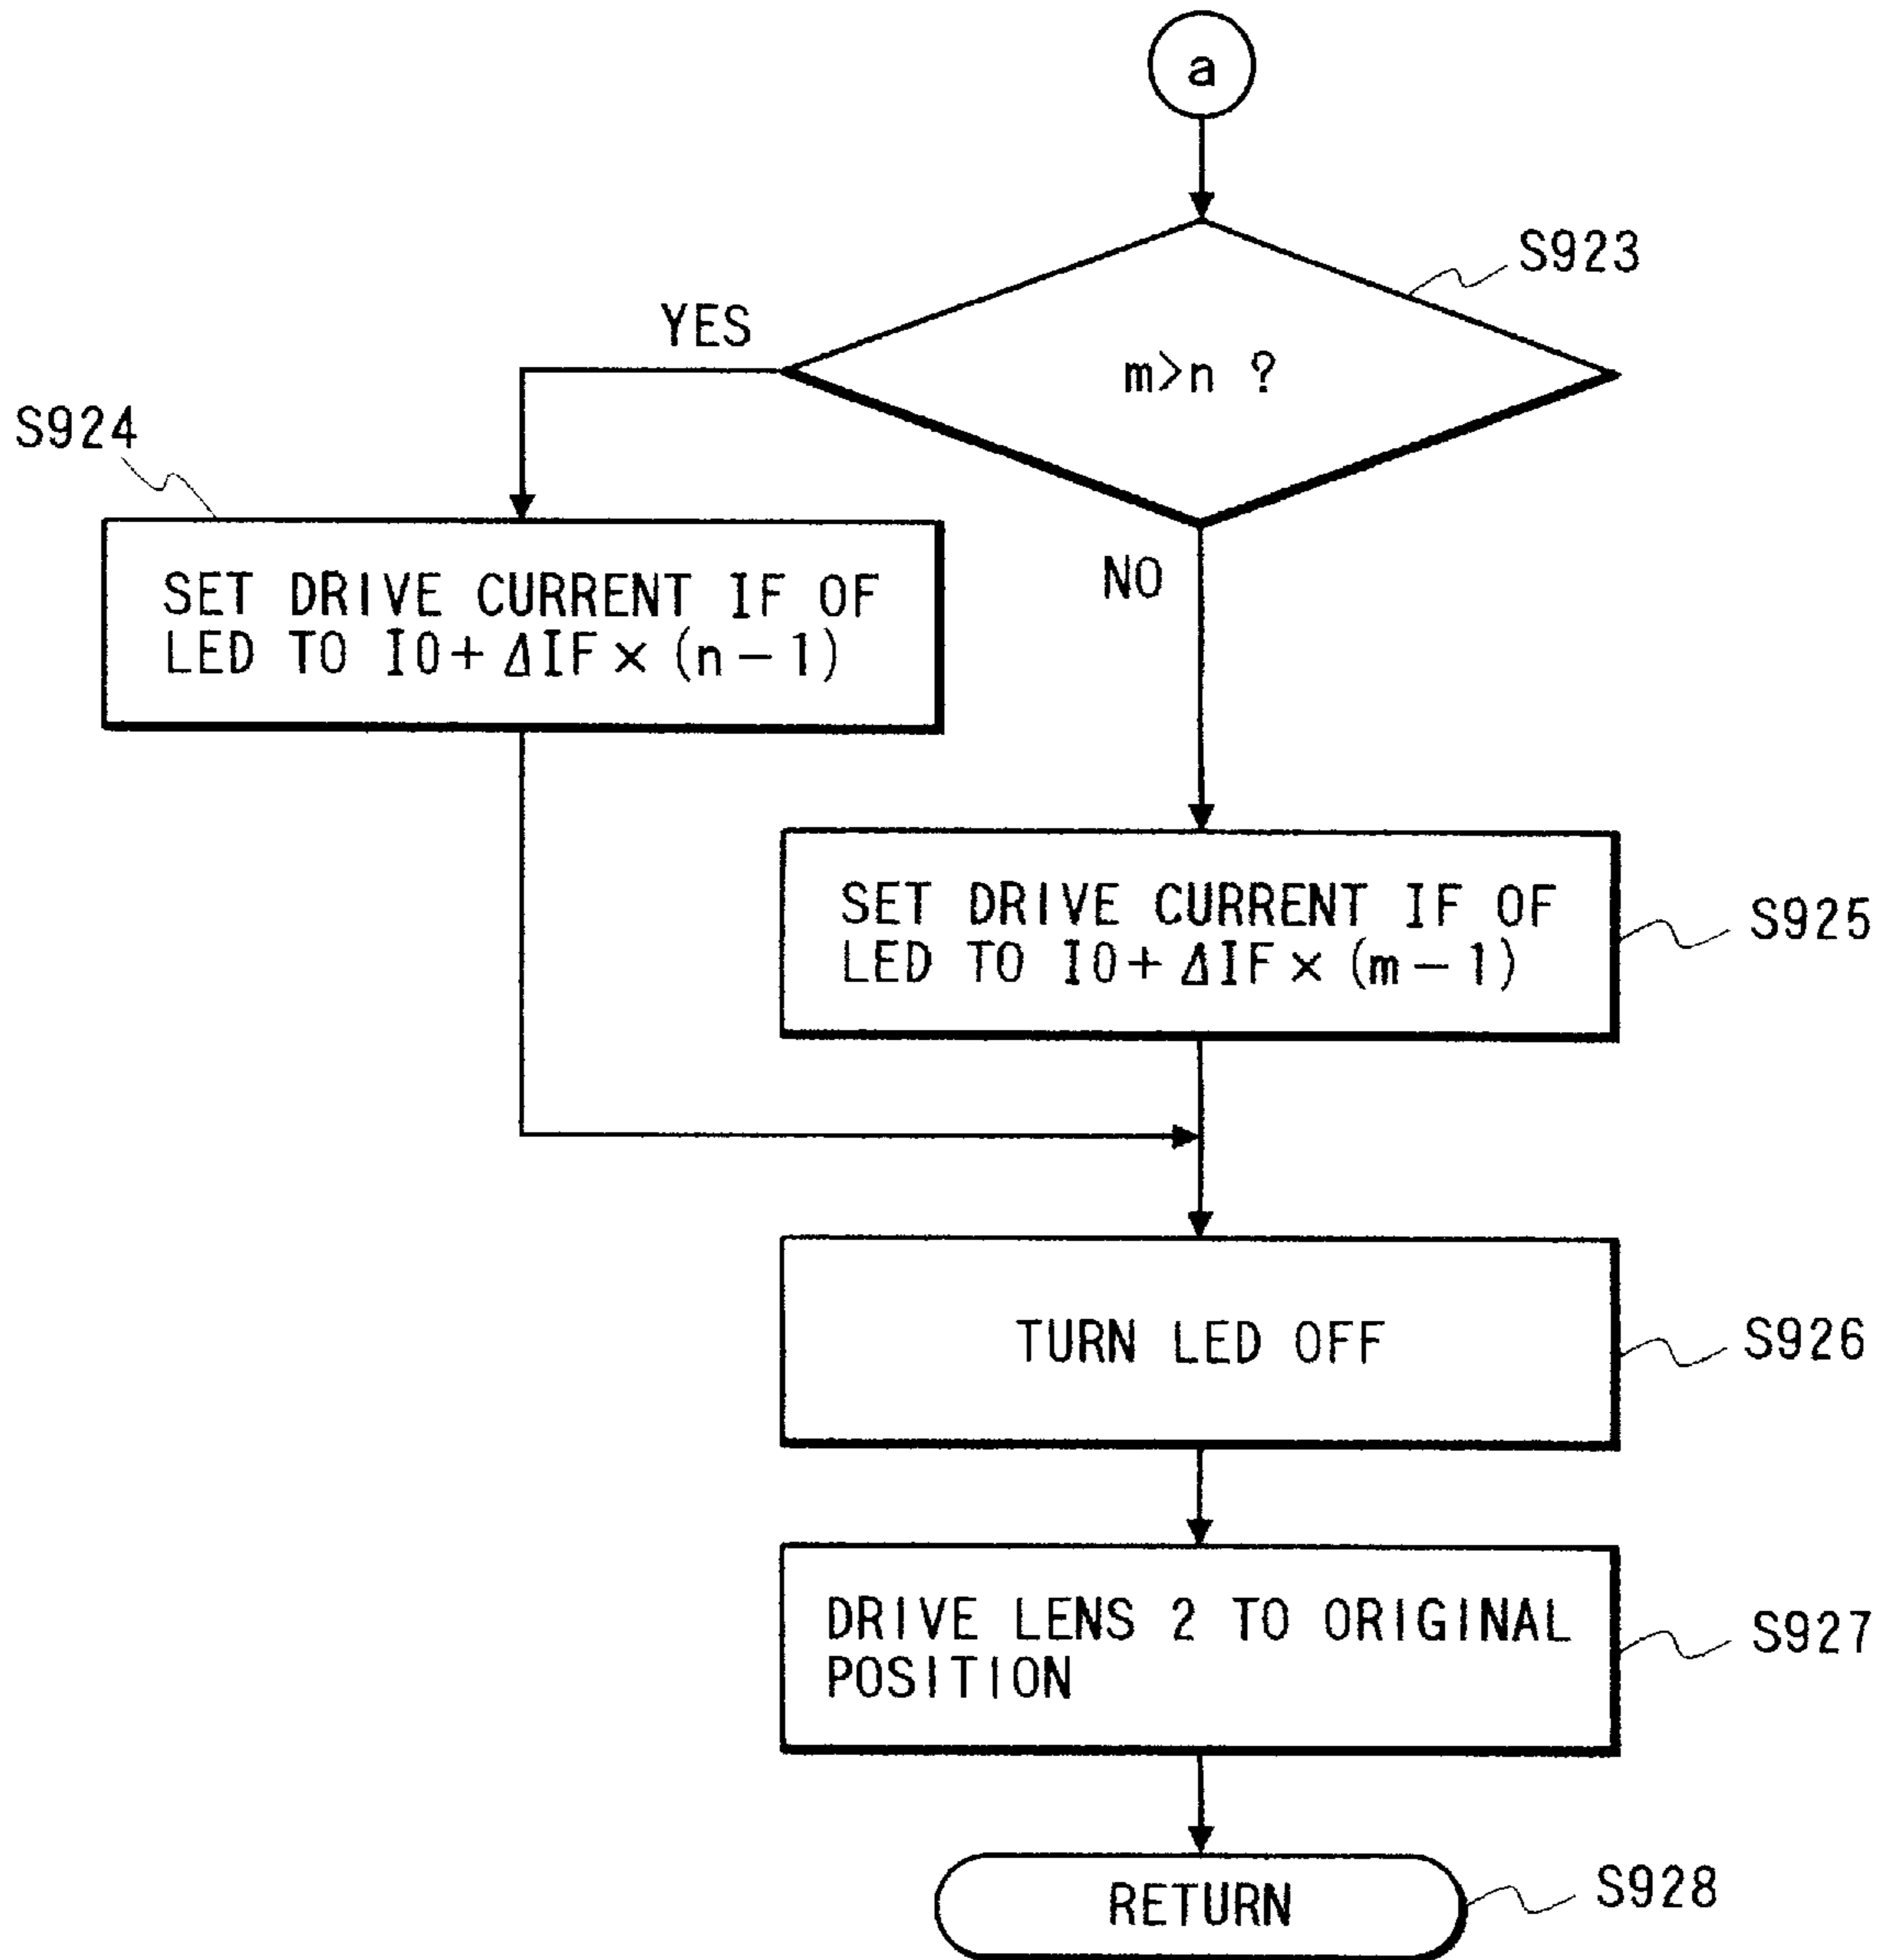 a
S923
YES
m>n ?
S924
NO
SET DRIVE CURRENT IF OF
LED TO I0+ΔIF×(n−1)
SET DRIVE CURRENT IF OF
LED TO I0+ΔIF×(m−1)
S925
TURN LED OFF
S926
DRIVE LENS 2 TO ORIGINAL
POSITION
S927
RETURN
S928